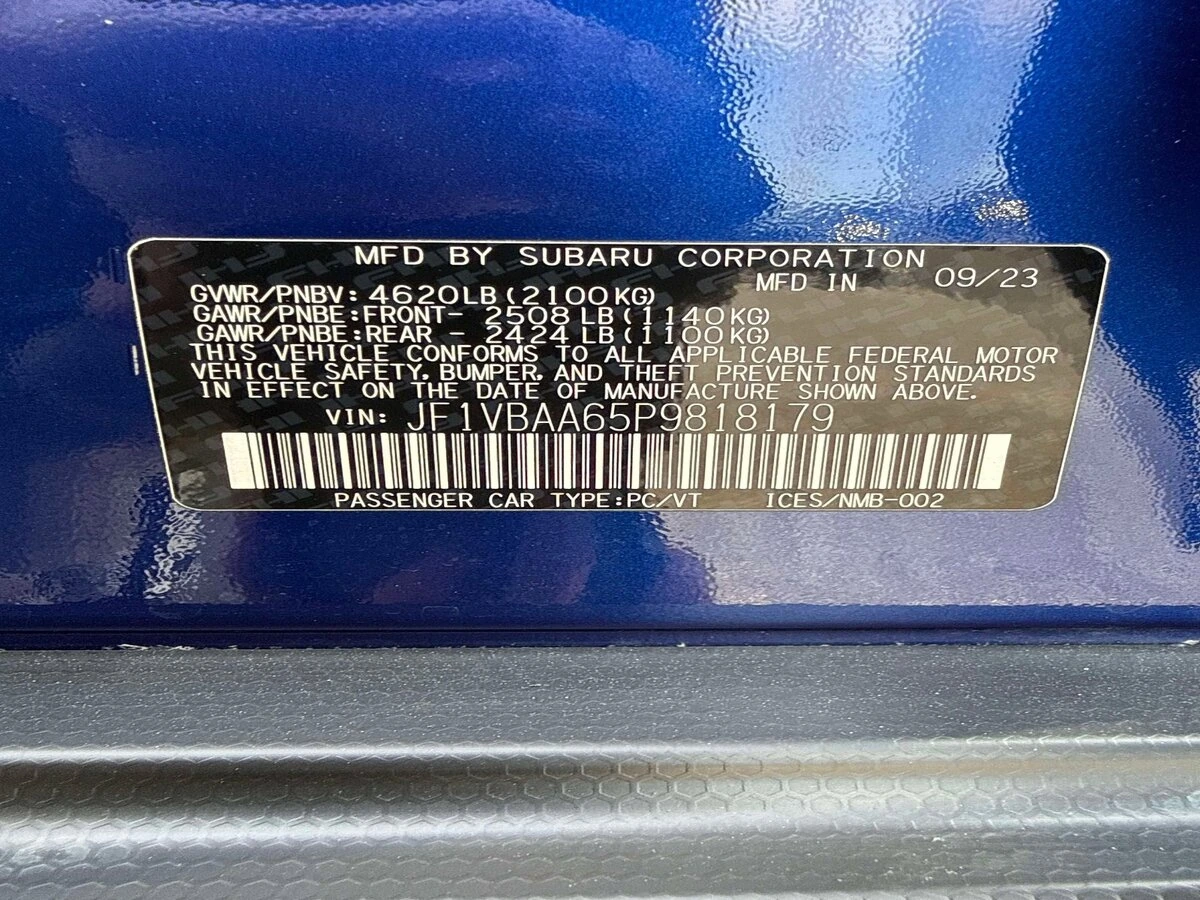 MFD BY SUBARU CORPORATION
MFD IN 09/23
GVWR/PNBV: 4620LB (2100KG)
GAWR/PNBE:FRONT- 2508 LB (1140KG)
GAWR/PNBE:REAR - 2424 LB (1100KG)
THIS VEHICLE CONFORMS TO ALL APPLICABLE FEDERAL MOTOR
VEHICLE SAFETY, BUMPER, AND THEFT PREVENTION STANDARDS
IN EFFECT ON THE DATE OF MANUFACTURE SHOWN ABOVE.
VIN: JF1VBAA65P9818179
PASSENGER CAR TYPE:PC/VT ICES/NMB-002